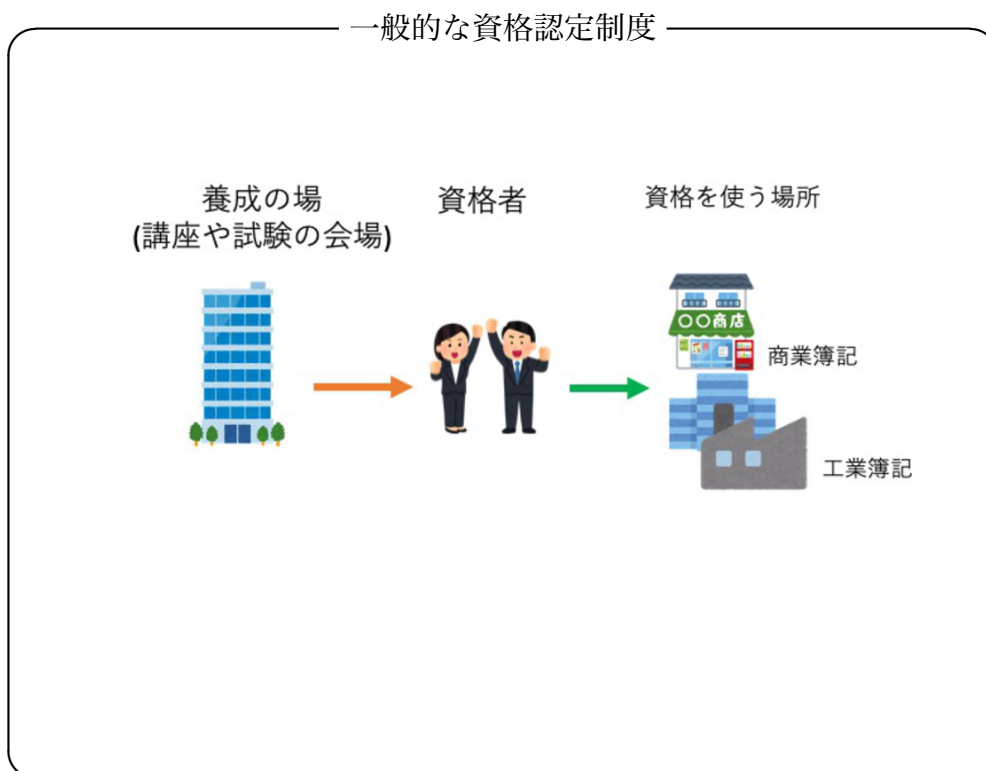 一般的な資格認定制度
養成の場
(講座や試験の会場)
資格者
資格を使う場所
〇〇商店
商業簿記
工業簿記